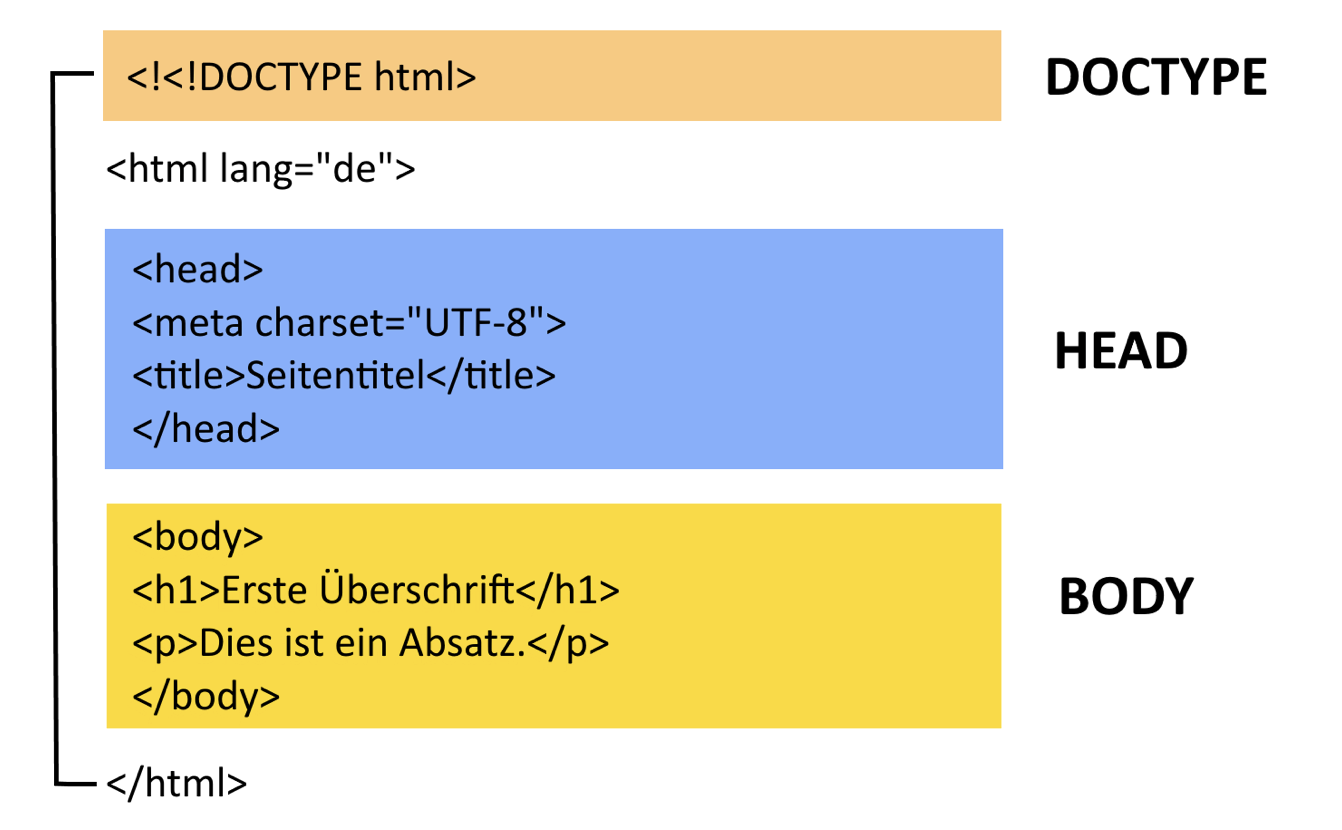 <!<!DOCTYPE html>
DOCTYPE
<html lang="de">
<head>
<meta charset="UTF-8">
<title>Seitentitel</title>
</head>
HEAD
<body>
<h1>Erste Überschrift</h1>
<p>Dies ist ein Absatz.</p>
</body>
BODY
</html>